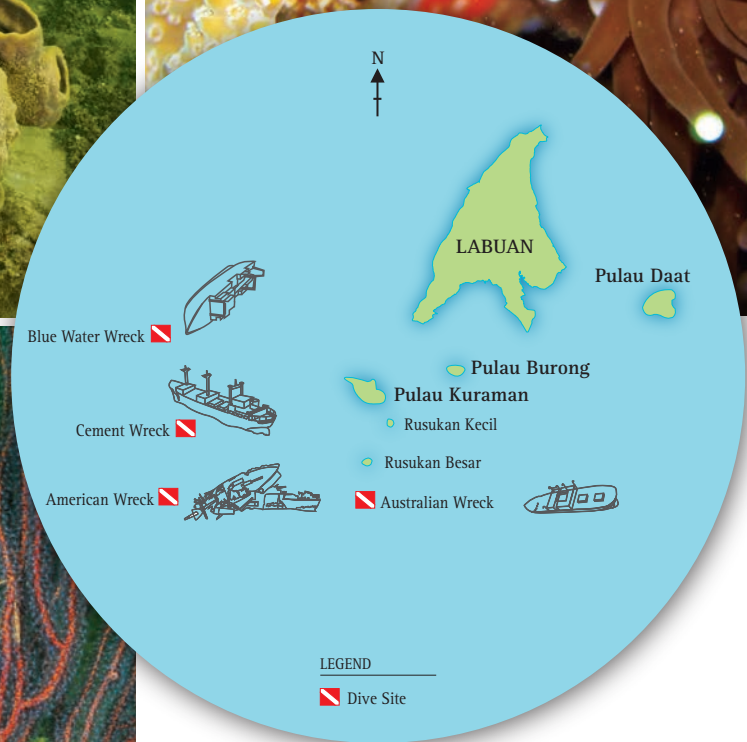 N
LABUAN
Pulau Daat
Blue Water Wreck
Pulau Burong
Pulau Kuraman
Rusukan Kecil
Cement Wreck
Rusukan Besar
American Wreck
Australian Wreck
LEGEND
Dive Site